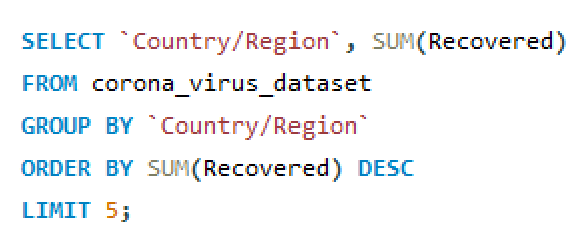 SELECT `Country/Region`, SUM(Recovered)
FROM corona_virus_dataset
GROUP BY `Country/Region`
ORDER BY SUM(Recovered) DESC
LIMIT 5;